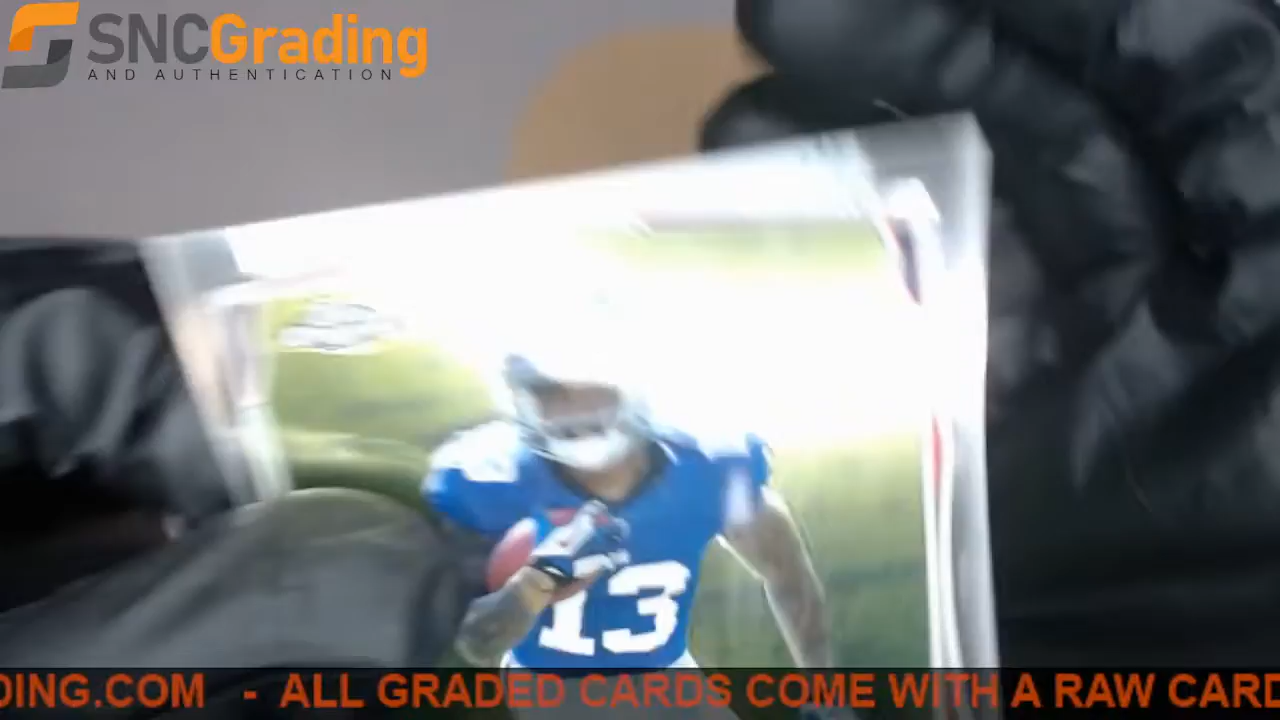 SNCGrading
AND AUTHENTICATION
13
DING.COM - ALL GRADED CARDS COME WITH A RAW CARD